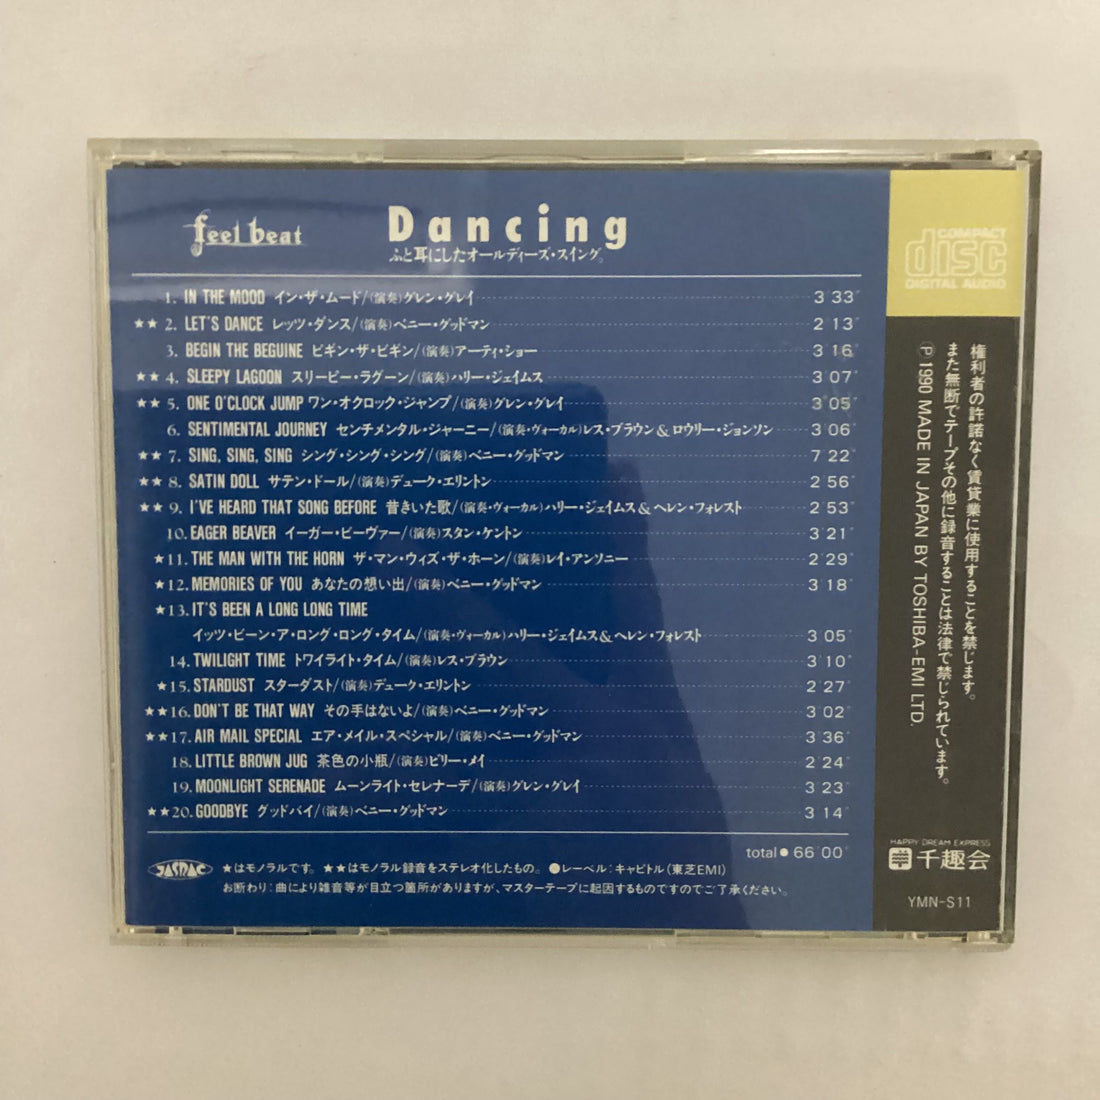 feel beat
Dancing
ふと耳にしたオールディーズ・スイング。
1. IN THE MOOD イン・ザ・ムード/(演奏)グレン・グレイ 3′33″
★★ 2. LET'S DANCE レッツ・ダンス/(演奏)ベニー・グッドマン 2′13″
3. BEGIN THE BEGUINE ビギン・ザ・ビギン/(演奏)アーティ・ショー 3′16″
★★ 4. SLEEPY LAGOON スリーピー・ラグーン/(演奏)ハリー・ジェイムス 3′07″
★★ 5. ONE O'CLOCK JUMP ワン・オクロック・ジャンプ/(演奏)グレン・グレイ 3′05″
6. SENTIMENTAL JOURNEY センチメンタル・ジャーニー/(演奏・ヴォーカル)レス・ブラウン&ロウリー・ジョンソン 3′06″
★★ 7. SING, SING, SING シング・シング・シング/(演奏)ベニー・グッドマン 7′22″
★★ 8. SATIN DOLL サテン・ドール/(演奏)デューク・エリントン 2′56″
★★ 9. I'VE HEARD THAT SONG BEFORE 昔きいた歌/(演奏・ヴォーカル)ハリー・ジェイムス&ヘレン・フォレスト 2′53″
10. EAGER BEAVER イーガー・ビーヴァー/(演奏)スタン・ケントン 3′21″
★11. THE MAN WITH THE HORN ザ・マン・ウィズ・ザ・ホーン/(演奏)レイ・アンソニー 2′29″
★12. MEMORIES OF YOU あなたの想い出/(演奏)ベニー・グッドマン 3′18″
★13. IT'S BEEN A LONG LONG TIME
イッツ・ビーン・ア・ロング・ロング・タイム/(演奏・ヴォーカル)ハリー・ジェイムス&ヘレン・フォレスト 3′05″
14. TWILIGHT TIME トワイライト・タイム/(演奏)レス・ブラウン 3′10″
★15. STARDUST スターダスト/(演奏)デューク・エリントン 2′27″
★★16. DON'T BE THAT WAY その手はないよ/(演奏)ベニー・グッドマン 3′02″
★★17. AIR MAIL SPECIAL エア・メイル・スペシャル/(演奏)ベニー・グッドマン 3′36″
18. LITTLE BROWN JUG 茶色の小瓶/(演奏)ビリー・メイ 2′24″
19. MOONLIGHT SERENADE ムーンライト・セレナーデ/(演奏)グレン・グレイ 3′23″
★★20. GOODBYE グッドバイ/(演奏)ベニー・グッドマン 3′14″
total●66′00″
JASRAC ★はモノラルです。 ★★はモノラル録音をステレオ化したもの。 ●レーベル:キャピトル(東芝EMI)
お断わり:曲により雑音等が目立つ箇所がありますが、マスターテープに起因するものですのでご了承ください。
COMPACT
disc
DIGITAL AUDIO
権利者の許諾なく賃貸業に使用することを禁じます。
また無断でテープその他に録音することは法律で禁じられています。
Ⓟ 1990 MADE IN JAPAN BY TOSHIBA-EMI LTD.
HAPPY DREAM EXPRESS
千趣会
YMN-S11